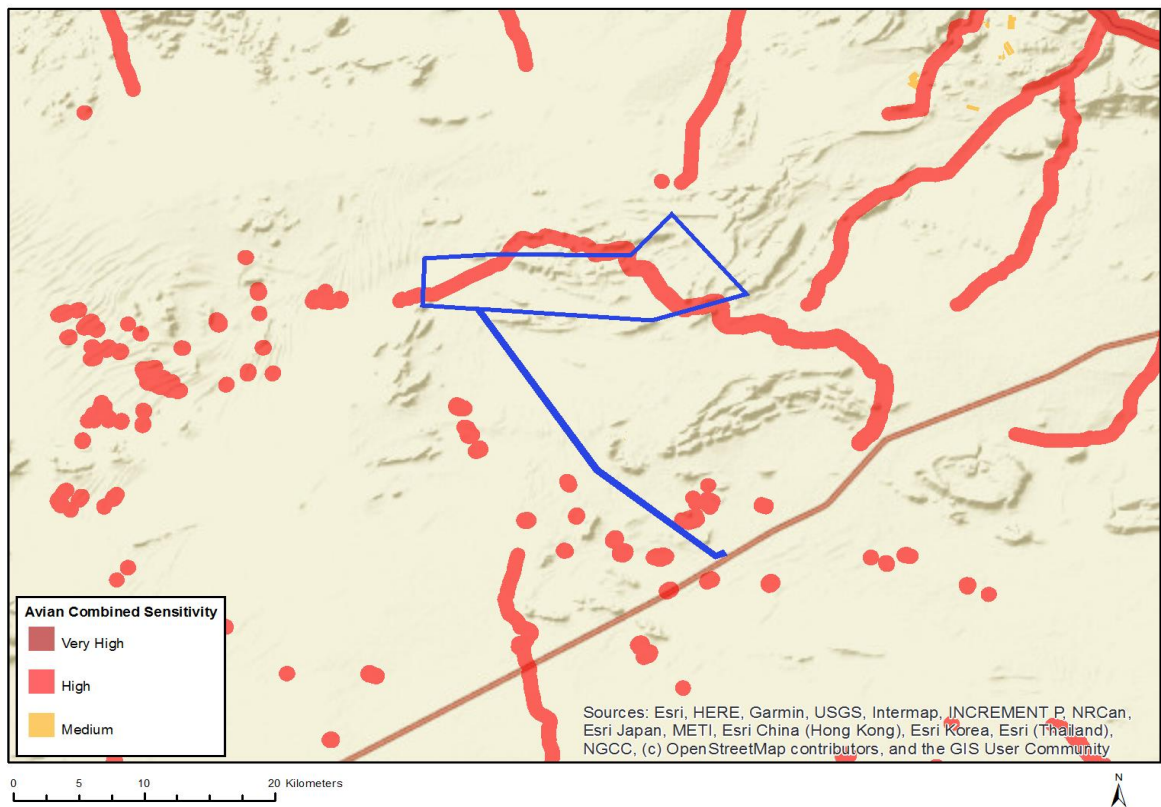 Avian Combined Sensitivity
Very High
High
Medium
Sources: Esri, HERE, Garmin, USGS, Intermap, INCREMENT P, NRCan,
Esri Japan, METI, Esri China (Hong Kong), Esri Korea, Esri (Thailand),
NGCC, (c) OpenStreetMap contributors, and the GIS User Community
0 5 10 20 Kilometers
N